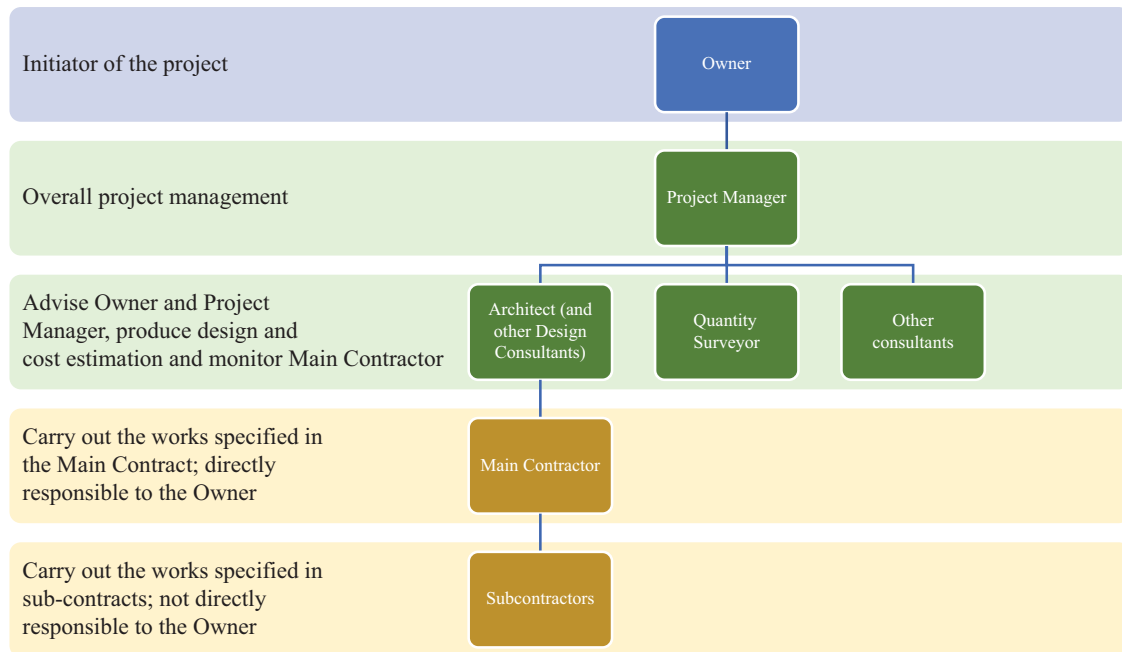 Initiator of the project
Owner
Overall project management
Project Manager
Advise Owner and Project
Manager, produce design and
cost estimation and monitor Main Contractor
Architect (and
other Design
Consultants)
Quantity
Surveyor
Other
consultants
Carry out the works specified in
the Main Contract; directly
responsible to the Owner
Main Contractor
Carry out the works specified in
sub-contracts; not directly
responsible to the Owner
Subcontractors